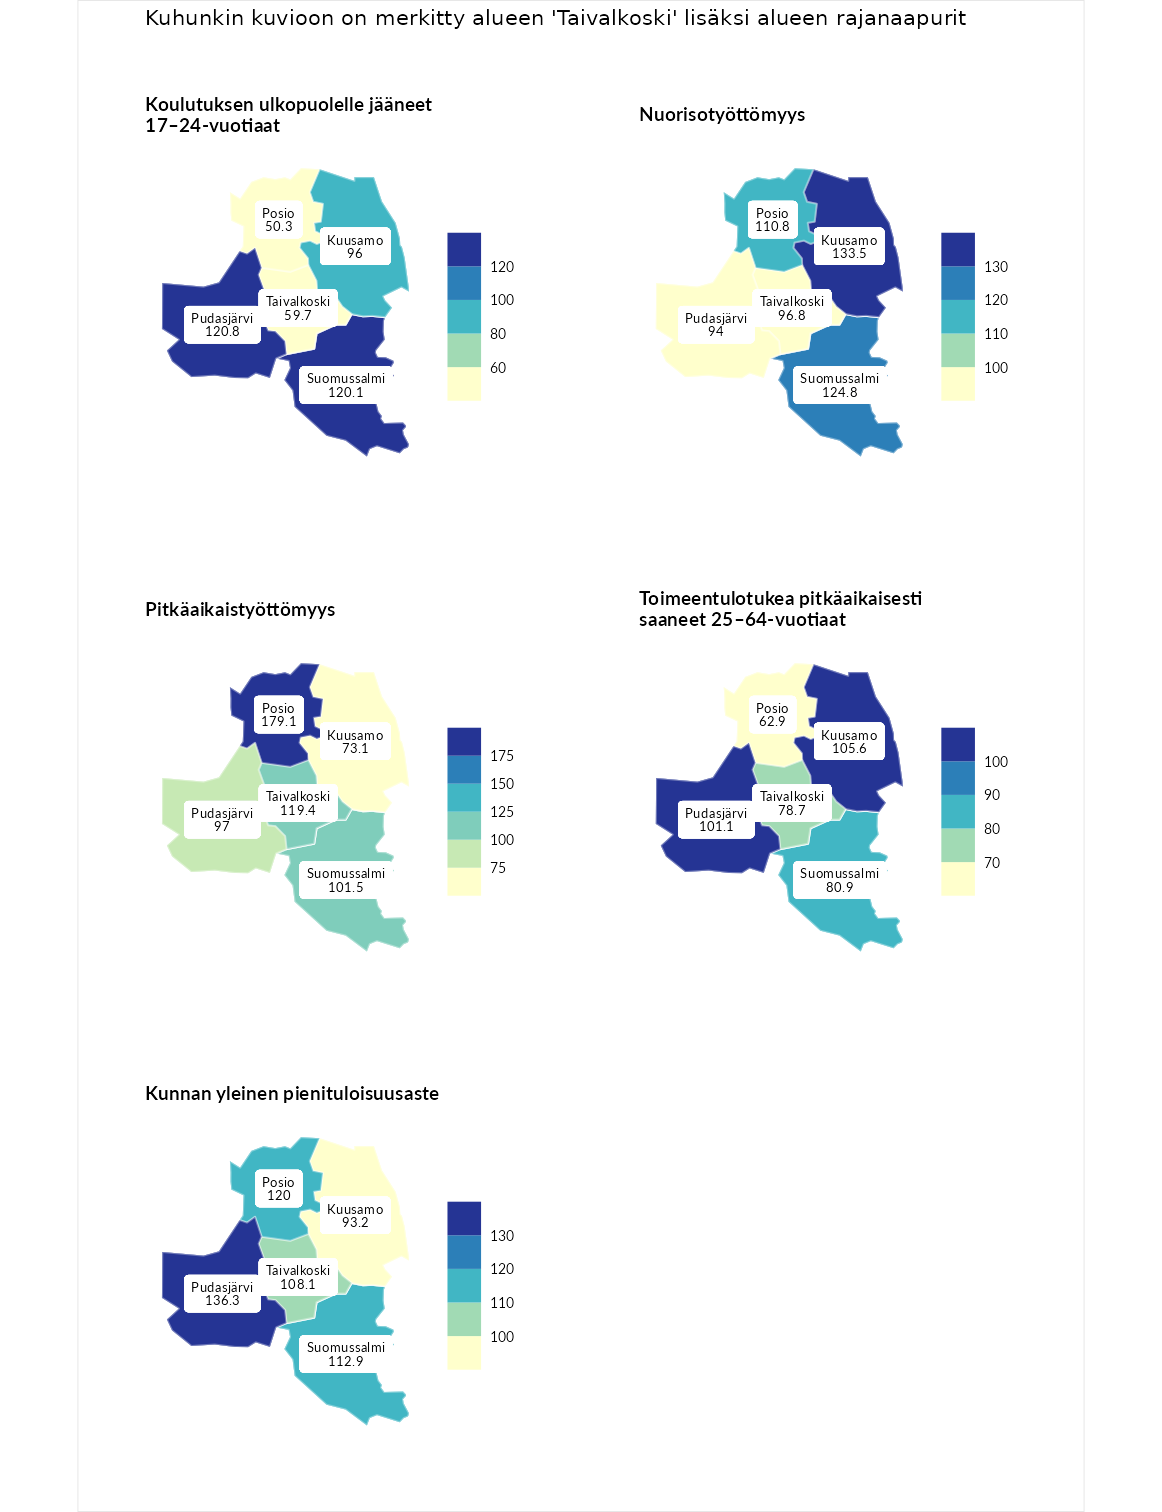 Kuhunkin kuvioon on merkitty alueen 'Taivalkoski' lisäksi alueen rajanaapurit
Koulutuksen ulkopuolelle jääneet
17–24-vuotiaat
Posio
50.3
Kuusamo
96
Taivalkoski
59.7
Pudasjärvi
120.8
Suomussalmi
120.1
120
100
80
60
Nuorisotyöttömyys
Posio
110.8
Kuusamo
133.5
Taivalkoski
96.8
Pudasjärvi
94
Suomussalmi
124.8
130
120
110
100
Pitkäaikaistyöttömyys
Posio
179.1
Kuusamo
73.1
Taivalkoski
119.4
Pudasjärvi
97
Suomussalmi
101.5
175
150
125
100
75
Toimeentulotukea pitkäaikaisesti
saaneet 25–64-vuotiaat
Posio
62.9
Kuusamo
105.6
Taivalkoski
78.7
Pudasjärvi
101.1
Suomussalmi
80.9
100
90
80
70
Kunnan yleinen pienituloisuusaste
Posio
120
Kuusamo
93.2
Taivalkoski
108.1
Pudasjärvi
136.3
Suomussalmi
112.9
130
120
110
100